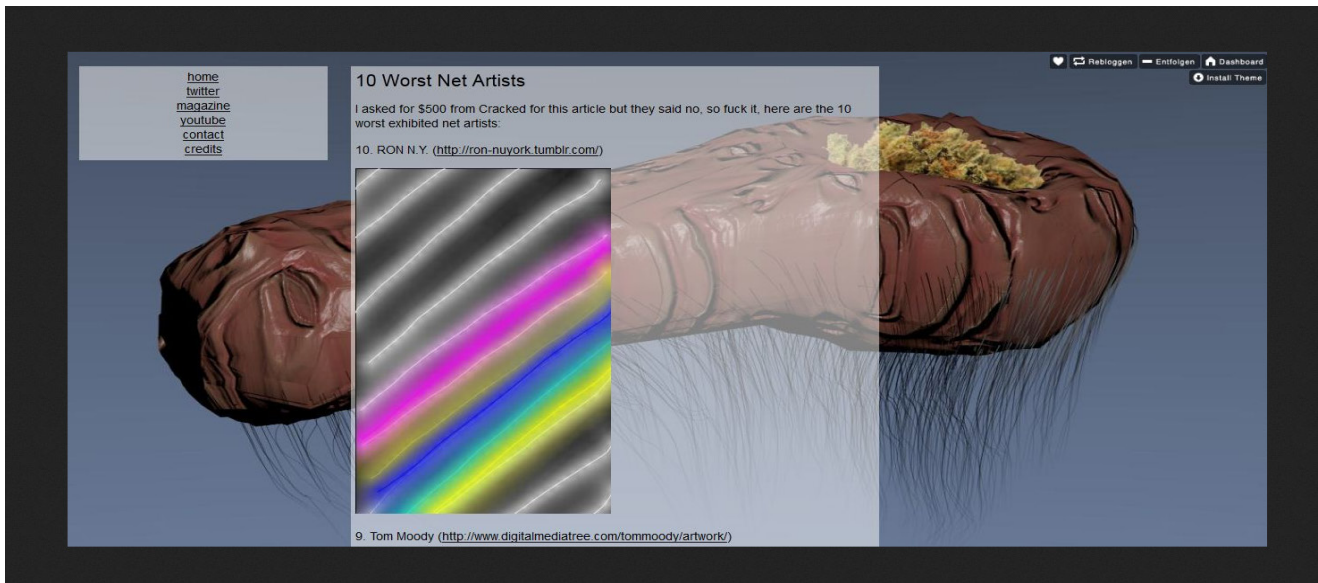 home
twitter
magazine
youtube
contact
credits
Rebloggen Entfolgen Dashboard
Install Theme
10 Worst Net Artists
I asked for $500 from Cracked for this article but they said no, so fuck it, here are the 10
worst exhibited net artists:
10. RON N.Y. (http://ron-nuyork.tumblr.com/)
9. Tom Moody (http://www.digitalmediatree.com/tommoody/artwork/)